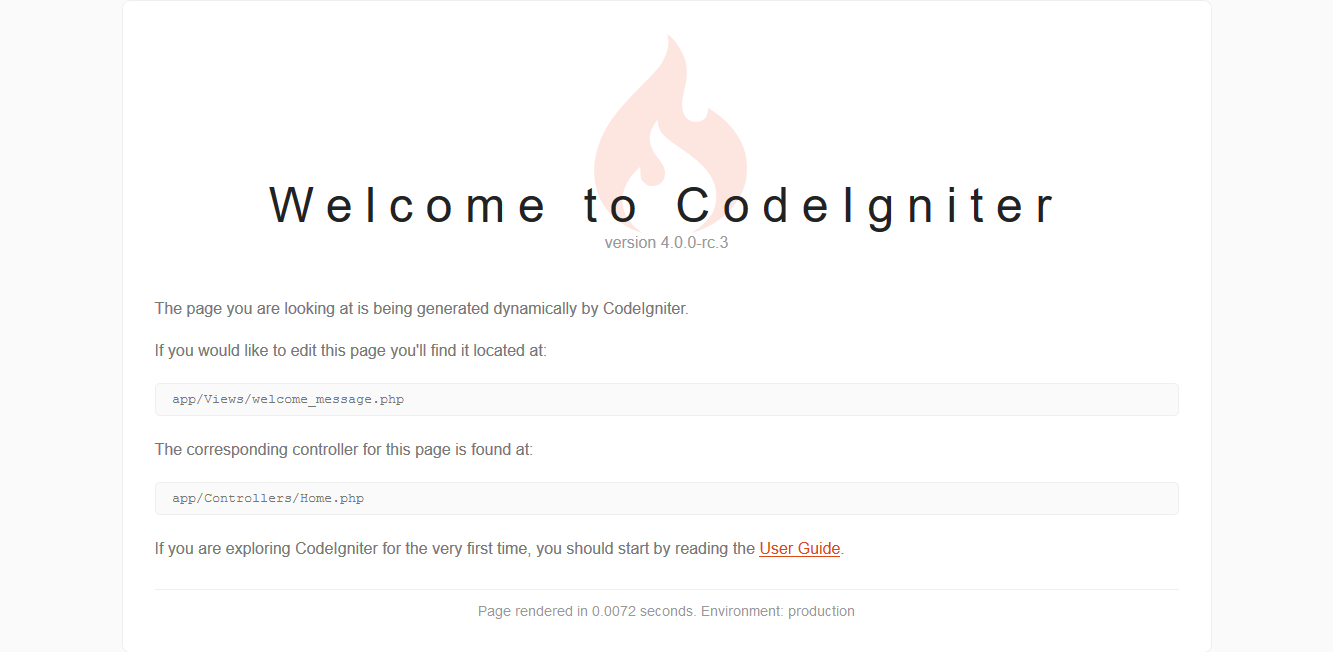 Welcome to CodeIgniter
version 4.0.0-rc.3
The page you are looking at is being generated dynamically by CodeIgniter.
If you would like to edit this page you'll find it located at:
app/Views/welcome_message.php
The corresponding controller for this page is found at:
app/Controllers/Home.php
If you are exploring CodeIgniter for the very first time, you should start by reading the User Guide.
Page rendered in 0.0072 seconds. Environment: production